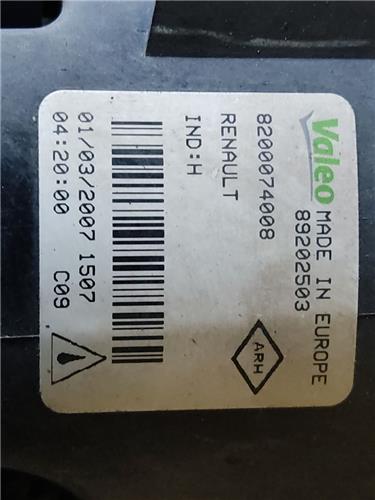 Valeo MADE IN EUROPE
89202503
8200074008
RENAULT
IND:H
ARH
01/03/2007 1507 C09
04:20:00